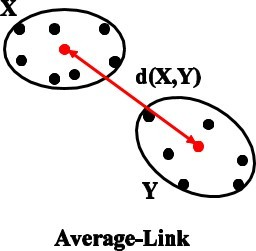 X
d(X,Y)
Y
Average-Link